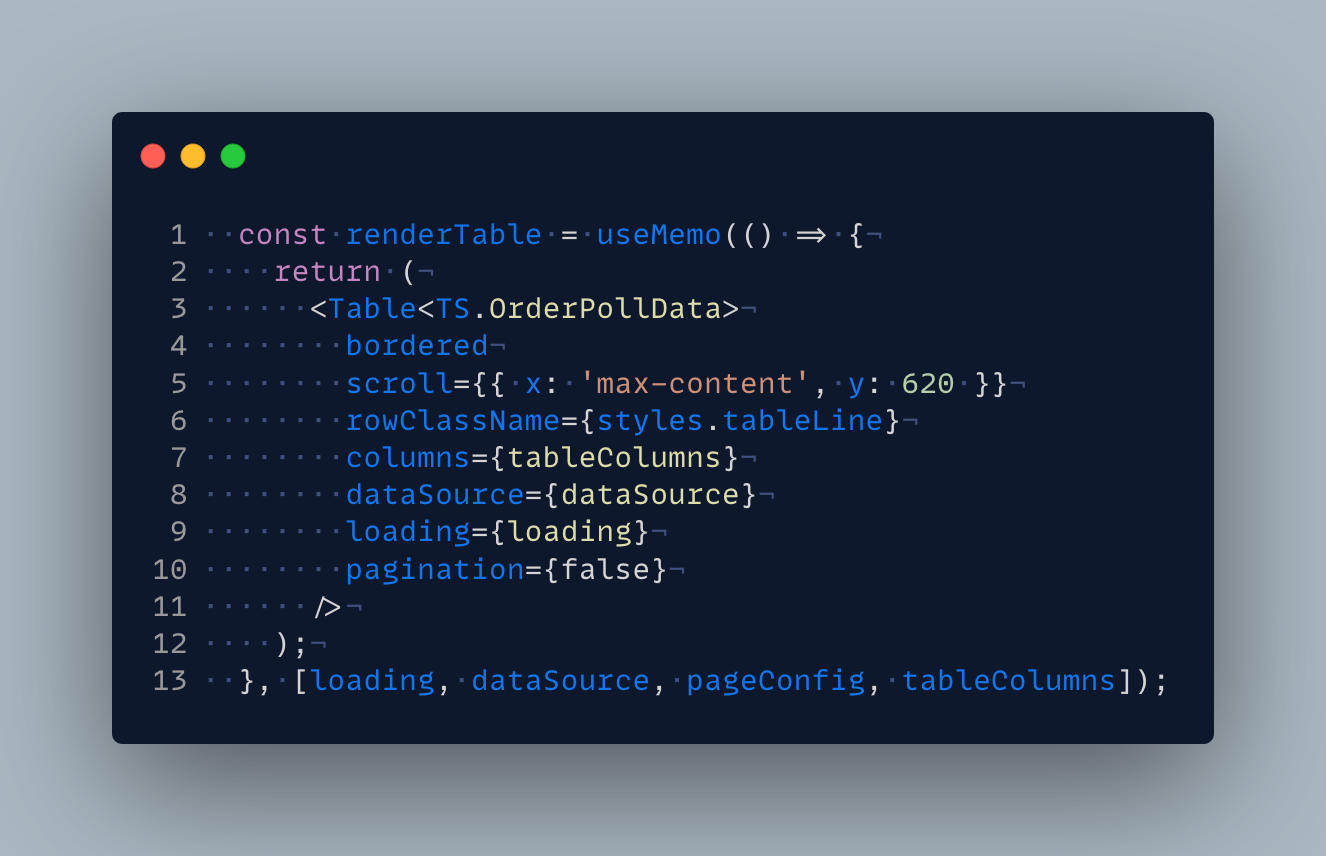 1   const renderTable = useMemo(() => {
2     return (
3       <Table<TS.OrderPollData>
4         bordered
5         scroll={{ x: 'max-content', y: 620 }}
6         rowClassName={styles.tableLine}
7         columns={tableColumns}
8         dataSource={dataSource}
9         loading={loading}
10         pagination={false}
11       />
12     );
13   }, [loading, dataSource, pageConfig, tableColumns]);